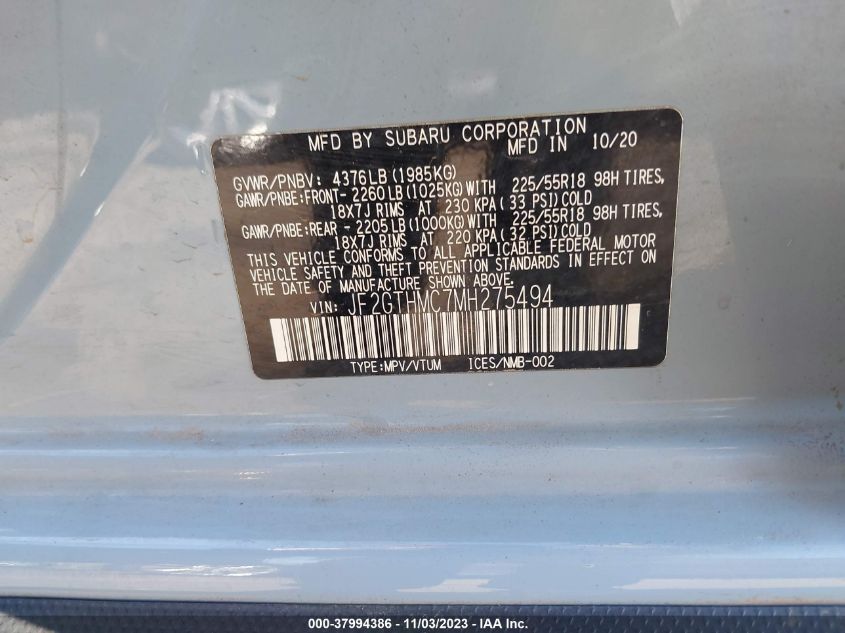 MFD BY SUBARU CORPORATION
MFD IN 10/20
GVWR/PNBV: 4376LB (1985KG)
GAWR/PNBE:FRONT- 2260LB (1025KG) WITH 225/55R18 98H TIRES,
18X7J RIMS AT 230 KPA ( 33 PSI) COLD
GAWR/PNBE:REAR - 2205LB (1000KG) WITH 225/55R18 98H TIRES,
18X7J RIMS AT 220 KPA ( 32 PSI) COLD
THIS VEHICLE CONFORMS TO ALL APPLICABLE FEDERAL MOTOR
VEHICLE SAFETY AND THEFT PREVENTION STANDARDS IN EFFECT ON
THE DATE OF MANUFACTURE SHOWN ABOVE.
VIN: JF2GTHMC7MH275494
TYPE:MPV/VTUM ICES/NMB-002
000-37994386 - 11/03/2023 - IAA Inc.